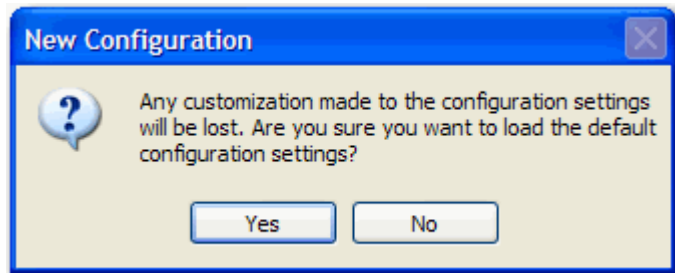 New Configuration
Any customization made to the configuration settings
will be lost. Are you sure you want to load the default
configuration settings?
Yes No